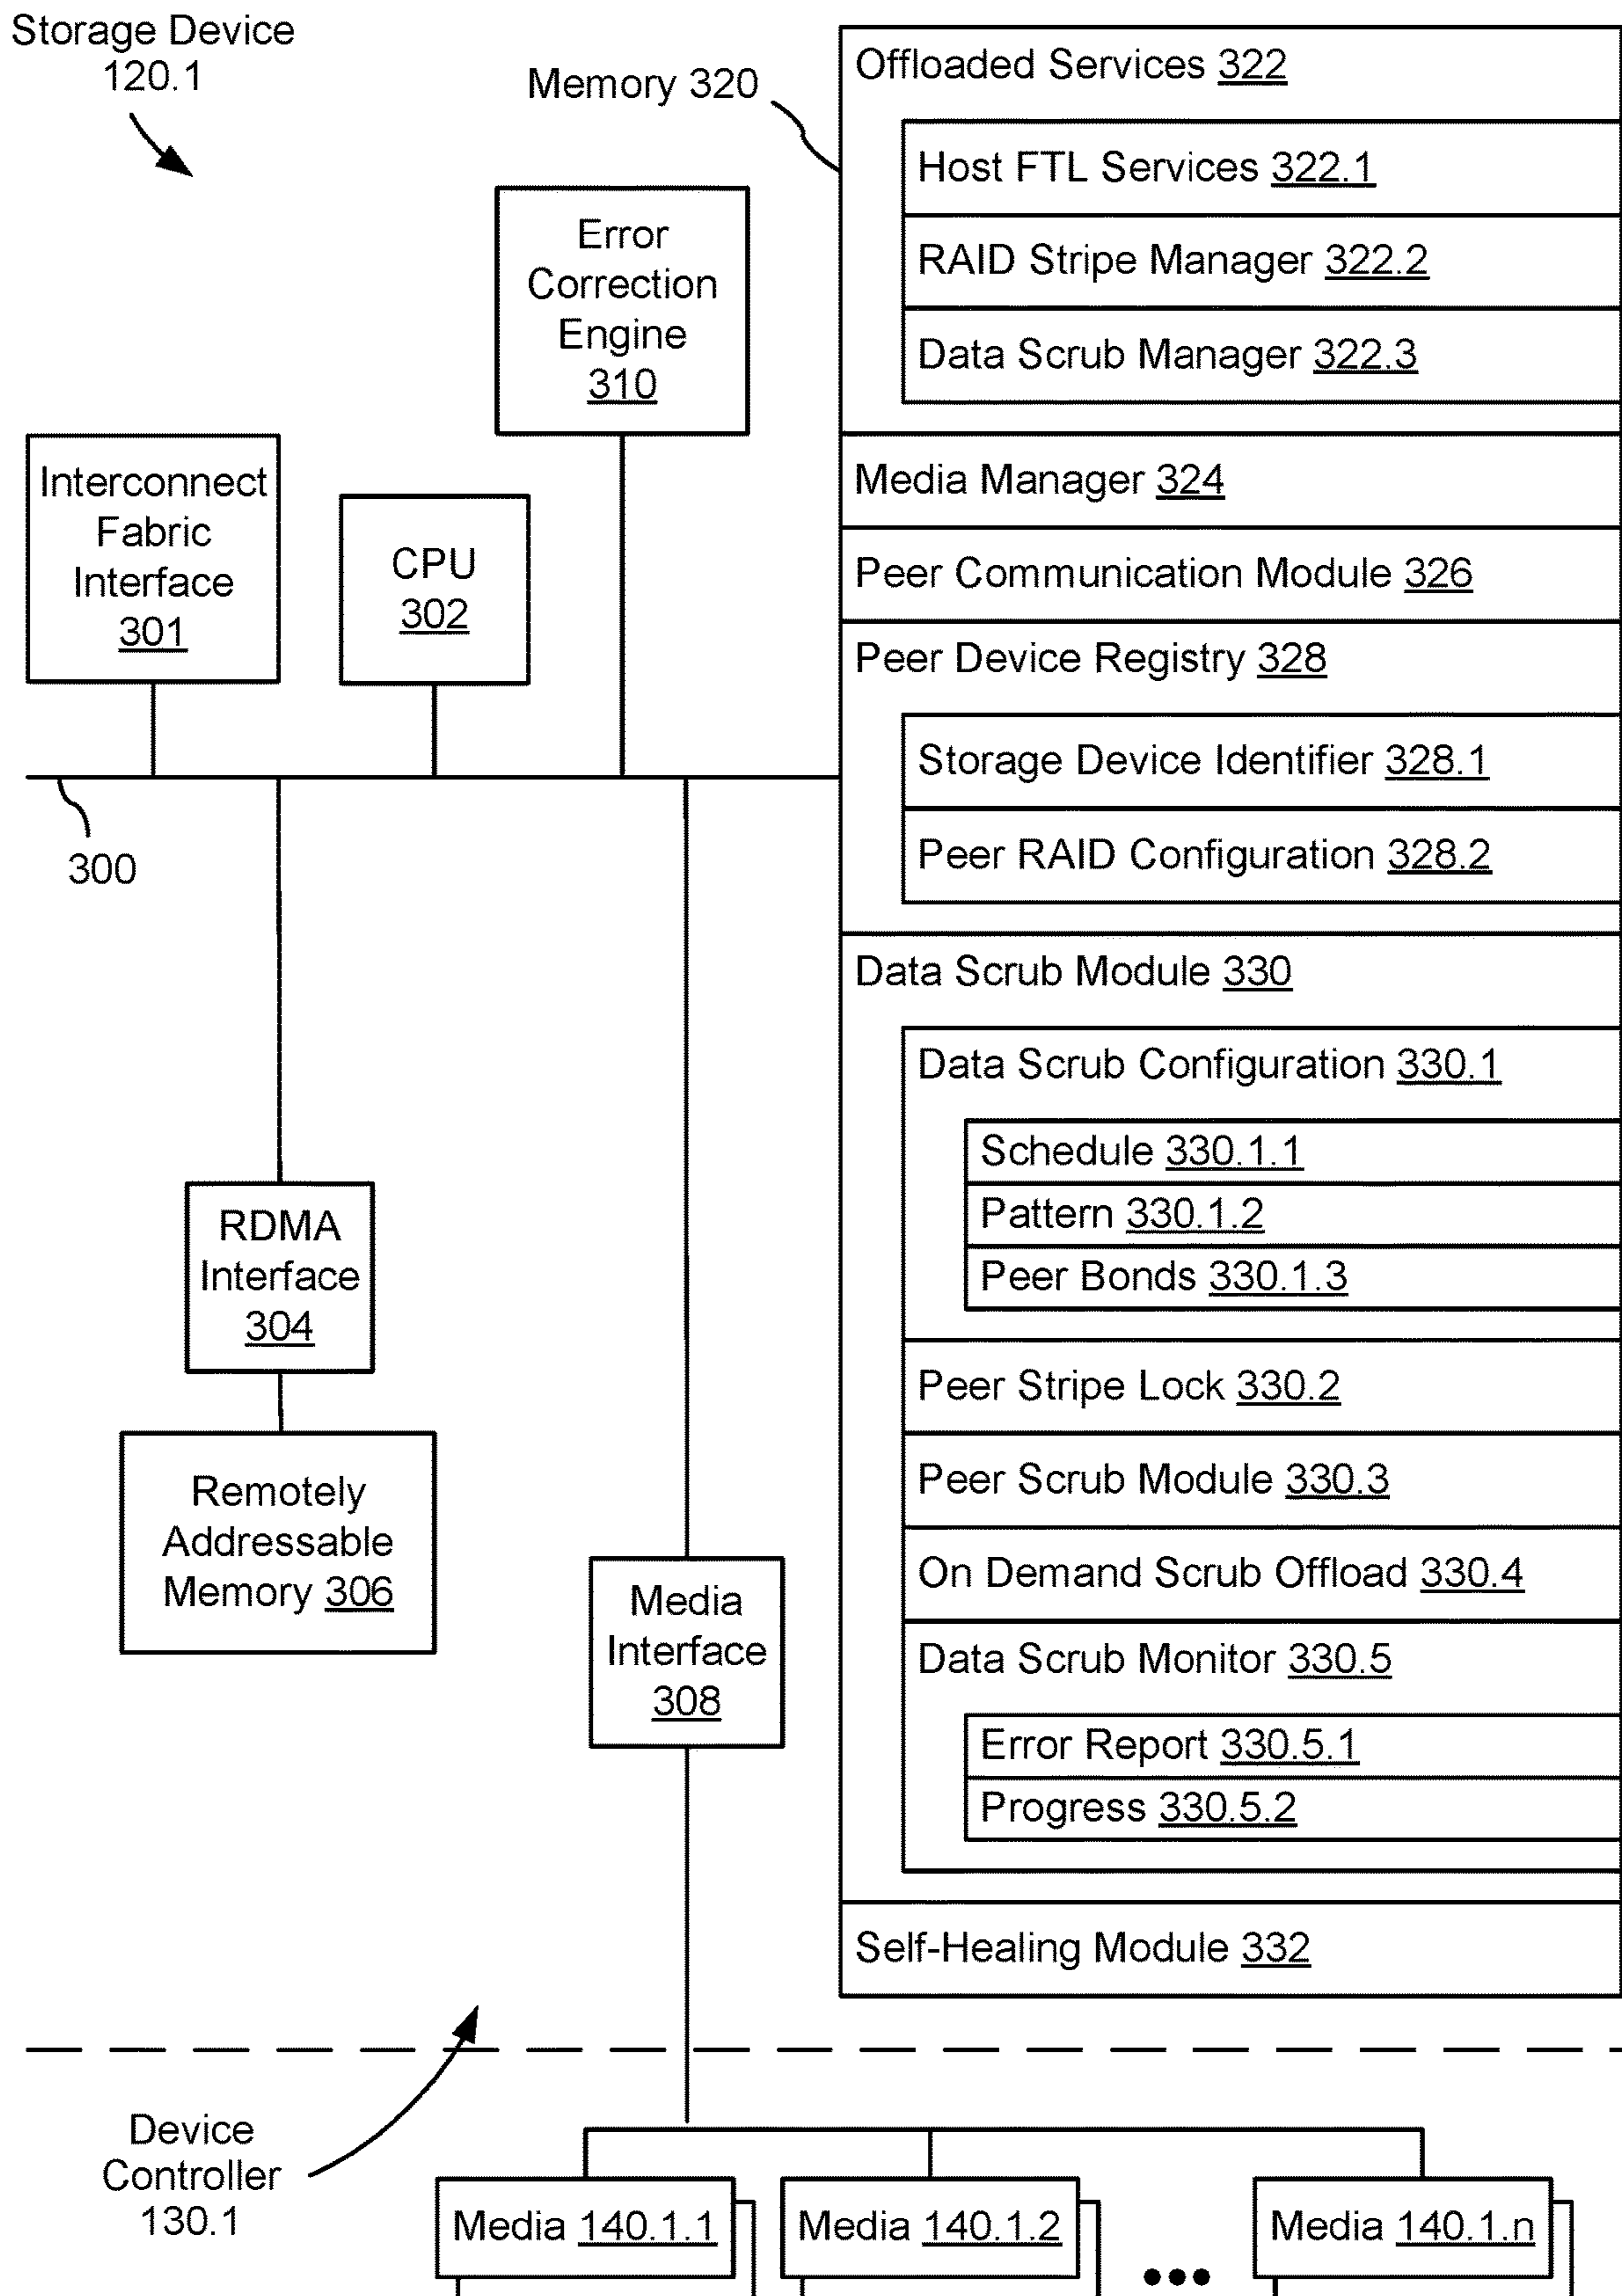 Storage Device
120.1
Memory 320
Error
Correction
Engine
310
Interconnect
Fabric
Interface
301
CPU
302
300
RDMA
Interface
304
Remotely
Addressable
Memory 306
Media
Interface
308
Offloaded Services 322
Host FTL Services 322.1
RAID Stripe Manager 322.2
Data Scrub Manager 322.3
Media Manager 324
Peer Communication Module 326
Peer Device Registry 328
Storage Device Identifier 328.1
Peer RAID Configuration 328.2
Data Scrub Module 330
Data Scrub Configuration 330.1
Schedule 330.1.1
Pattern 330.1.2
Peer Bonds 330.1.3
Peer Stripe Lock 330.2
Peer Scrub Module 330.3
On Demand Scrub Offload 330.4
Data Scrub Monitor 330.5
Error Report 330.5.1
Progress 330.5.2
Self-Healing Module 332
Device
Controller
130.1
Media 140.1.1
Media 140.1.2
Media 140.1.n